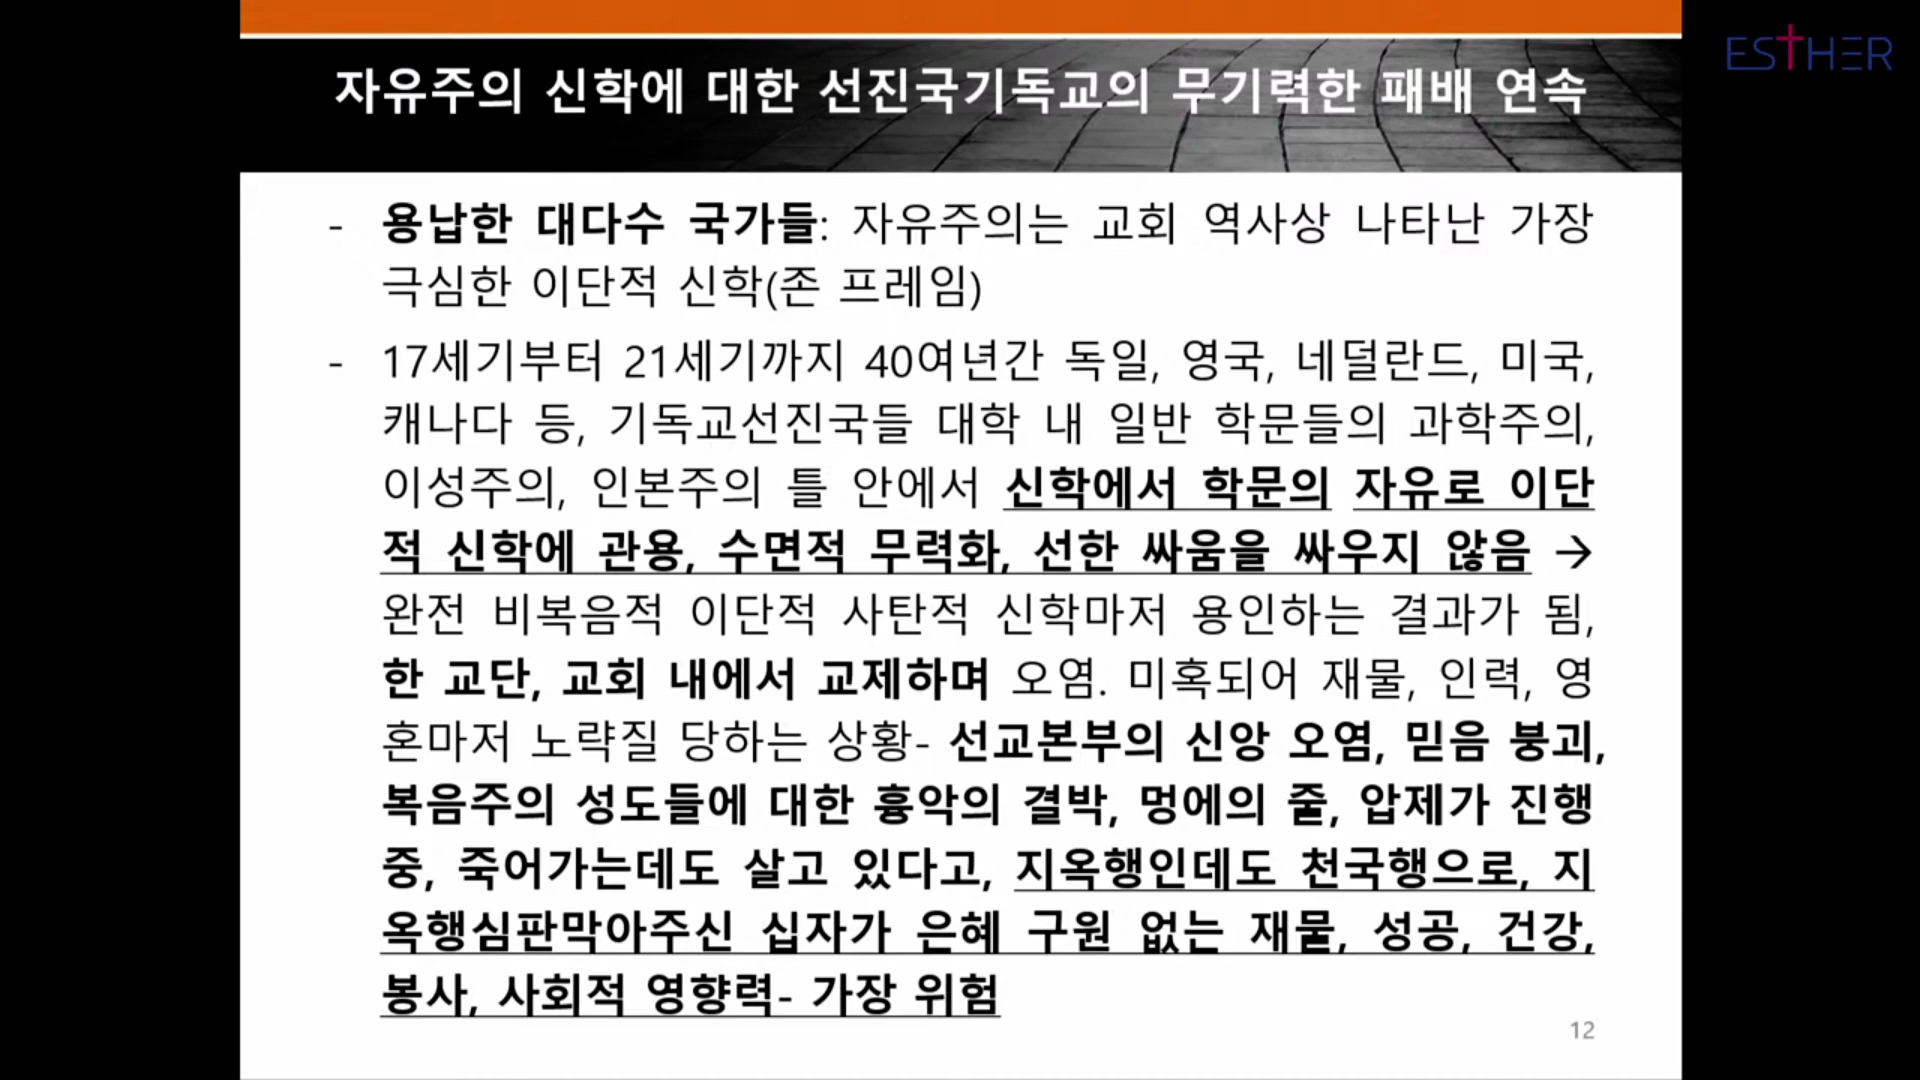 ESTHER
자유주의 신학에 대한 선진국기독교의 무기력한 패배 연속
- 용납한 대다수 국가들: 자유주의는 교회 역사상 나타난 가장
극심한 이단적 신학(존 프레임)
- 17세기부터 21세기까지 40여년간 독일, 영국, 네덜란드, 미국,
캐나다 등, 기독교선진국들 대학 내 일반 학문들의 과학주의,
이성주의, 인본주의 틀 안에서 신학에서 학문의 자유로 이단
적 신학에 관용, 수면적 무력화, 선한 싸움을 싸우지 않음 →
완전 비복음적 이단적 사탄적 신학마저 용인하는 결과가 됨,
한 교단, 교회 내에서 교제하며 오염. 미혹되어 재물, 인력, 영
혼마저 노략질 당하는 상황- 선교본부의 신앙 오염, 믿음 붕괴,
복음주의 성도들에 대한 흉악의 결박, 멍에의 줄, 압제가 진행
중, 죽어가는데도 살고 있다고, 지옥행인데도 천국행으로, 지
옥행심판막아주신 십자가 은혜 구원 없는 재물, 성공, 건강,
봉사, 사회적 영향력- 가장 위험
12